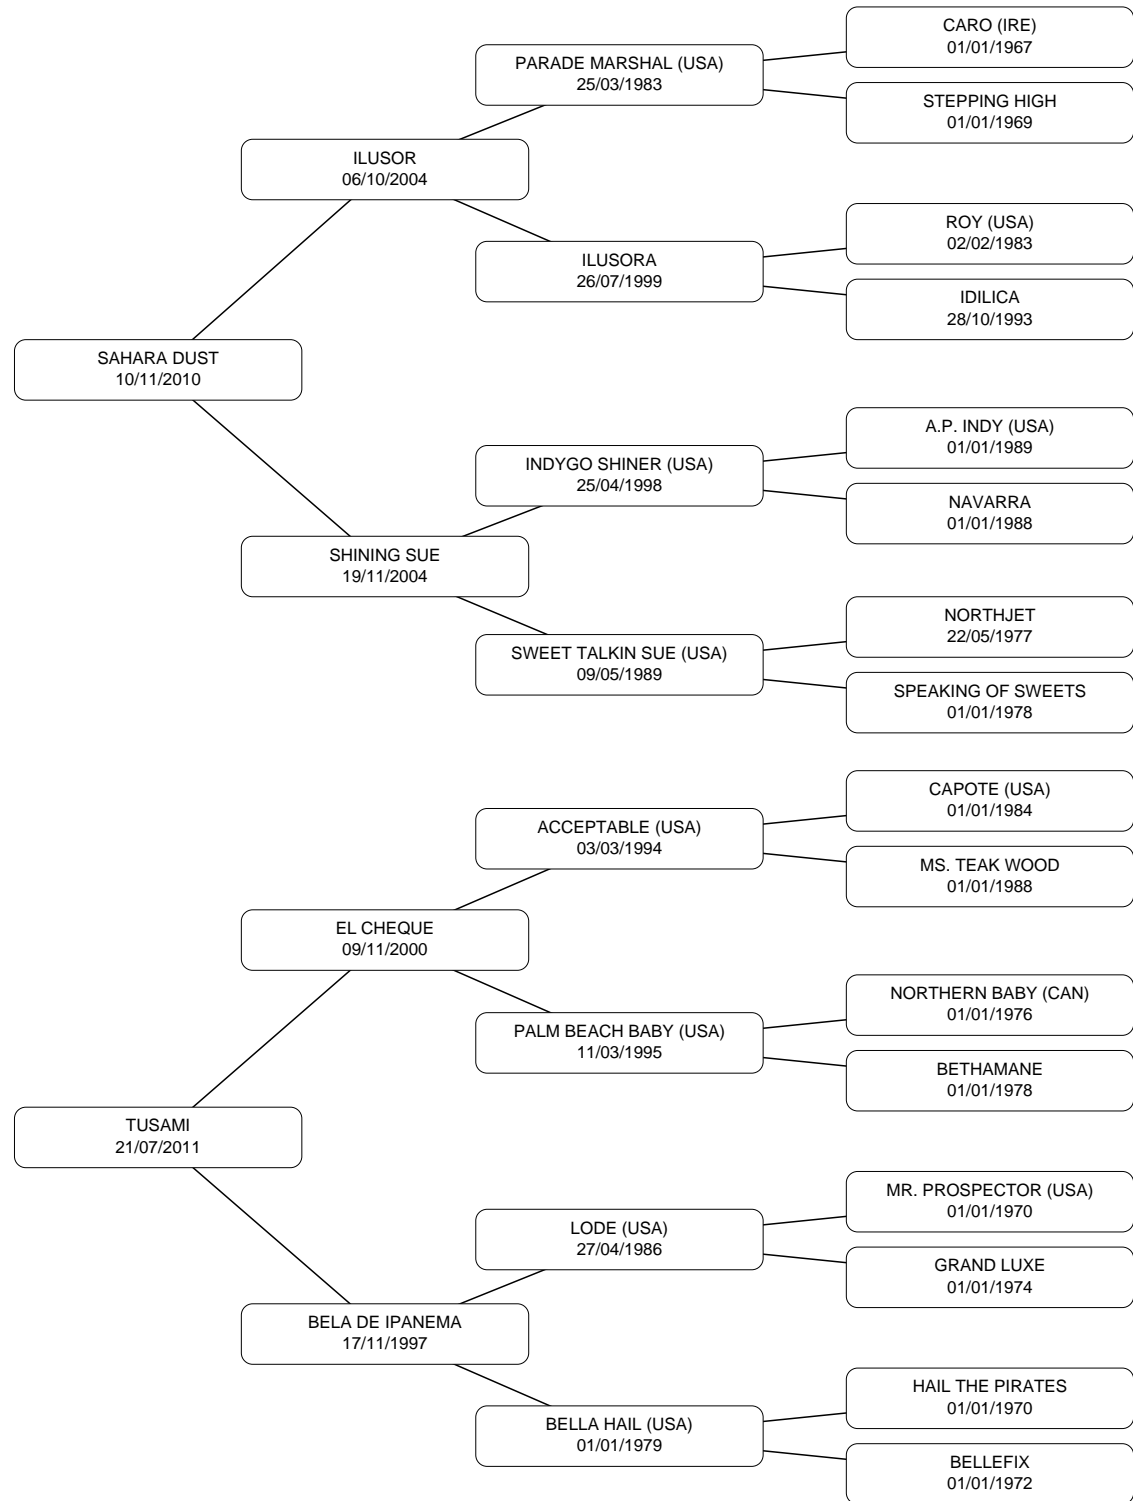 CARO (IRE)
01/01/1967
PARADE MARSHAL (USA)
25/03/1983
STEPPING HIGH
01/01/1969
ILUSOR
06/10/2004
ROY (USA)
02/02/1983
ILUSORA
26/07/1999
IDILICA
28/10/1993
SAHARA DUST
10/11/2010
A.P. INDY (USA)
01/01/1989
INDYGO SHINER (USA)
25/04/1998
NAVARRA
01/01/1988
SHINING SUE
19/11/2004
NORTHJET
22/05/1977
SWEET TALKIN SUE (USA)
09/05/1989
SPEAKING OF SWEETS
01/01/1978
CAPOTE (USA)
01/01/1984
ACCEPTABLE (USA)
03/03/1994
MS. TEAK WOOD
01/01/1988
EL CHEQUE
09/11/2000
NORTHERN BABY (CAN)
01/01/1976
PALM BEACH BABY (USA)
11/03/1995
BETHAMANE
01/01/1978
TUSAMI
21/07/2011
MR. PROSPECTOR (USA)
01/01/1970
LODE (USA)
27/04/1986
GRAND LUXE
01/01/1974
BELA DE IPANEMA
17/11/1997
HAIL THE PIRATES
01/01/1970
BELLA HAIL (USA)
01/01/1979
BELLEFIX
01/01/1972